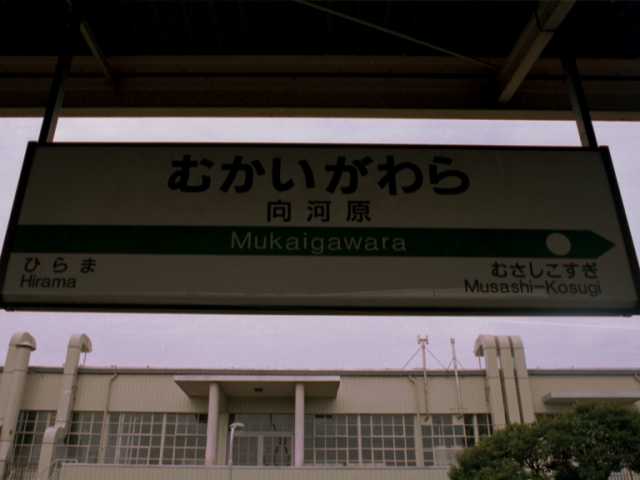 むかいがわら
向河原
Mukaigawara
ひらま
Hirama
むさしこすぎ
Musashi-Kosugi